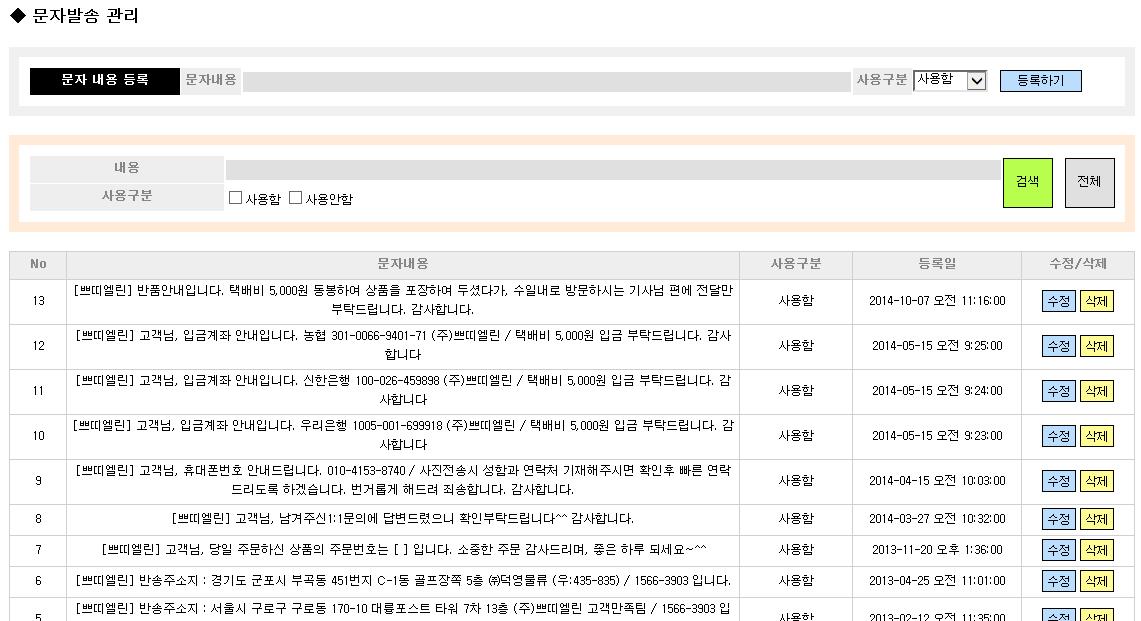 ◆ 문자발송 관리
문자 내용 등록 문자내용 사용구분 사용함 등록하기
내용
사용구분 사용함 사용안함 검색 전체
No 문자내용 사용구분 등록일 수정/삭제
13 [쁘띠엘린] 반품안내입니다. 택배비 5,000원 동봉하여 상품을 포장하여 두셨다가, 수일내로 방문하시는 기사님 편에 전달만 사용함 2014-10-07 오전 11:16:00 수정 삭제
부탁드립니다. 감사합니다.
12 [쁘띠엘린] 고객님, 입금계좌 안내입니다. 농협 301-0066-9401-71 (주)쁘띠엘린 / 택배비 5,000원 입금 부탁드립니다. 감사 사용함 2014-05-15 오전 9:25:00 수정 삭제
합니다
11 [쁘띠엘린] 고객님, 입금계좌 안내입니다. 신한은행 100-026-459898 (주)쁘띠엘린 / 택배비 5,000원 입금 부탁드립니다. 감 사용함 2014-05-15 오전 9:24:00 수정 삭제
사합니다
10 [쁘띠엘린] 고객님, 입금계좌 안내입니다. 우리은행 1005-001-699918 (주)쁘띠엘린 / 택배비 5,000원 입금 부탁드립니다. 감 사용함 2014-05-15 오전 9:23:00 수정 삭제
사합니다
9 [쁘띠엘린] 고객님, 휴대폰번호 안내드립니다. 010-4153-8740 / 사진전송시 성함과 연락처 기재해주시면 확인후 빠른 연락 사용함 2014-04-15 오전 10:03:00 수정 삭제
드리도록 하겠습니다. 번거롭게 해드려 죄송합니다. 감사합니다.
8 [쁘띠엘린] 고객님, 남겨주신1:1문의에 답변드렸으니 확인부탁드립니다^^ 감사합니다. 사용함 2014-03-27 오전 10:32:00 수정 삭제
7 [쁘띠엘린] 고객님, 당일 주문하신 상품의 주문번호는 [ ] 입니다. 소중한 주문 감사드리며, 좋은 하루 되세요~^^ 사용함 2013-11-20 오후 1:36:00 수정 삭제
6 [쁘띠엘린] 반송주소지 : 경기도 군포시 부곡동 451번지 C-1동 골프장쪽 5층 ㈜덕영물류 (우:435-835) / 1566-3903 입니다. 사용함 2013-04-25 오전 11:01:00 수정 삭제
5 [쁘띠엘린] 반송주소지 : 서울시 구로구 구로동 170-10 대륭포스트 타워 7차 13층 (주)쁘띠엘린 고객만족팀 / 1566-3903 입 사용함 2013-02-12 오전 11:35:00 수정 삭제